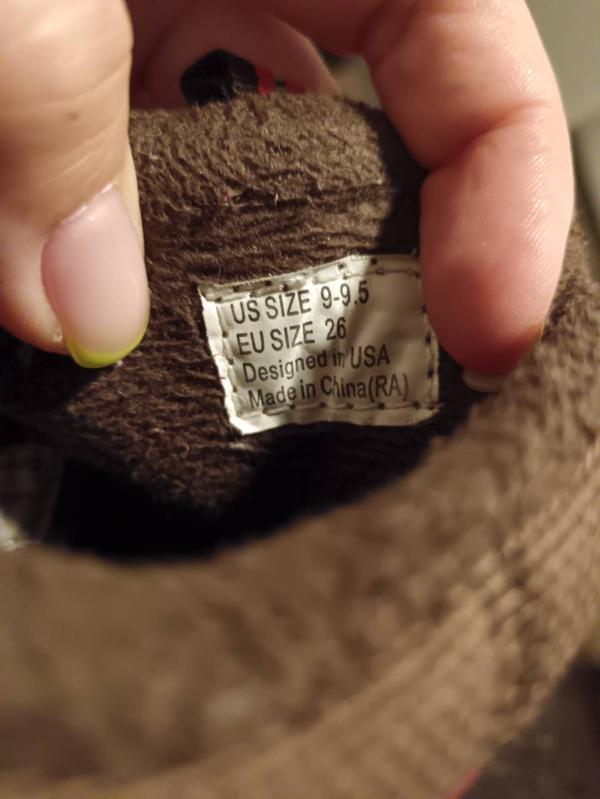 US SIZE 9-9.5
EU SIZE 26
Designed in USA
Made in China(RA)